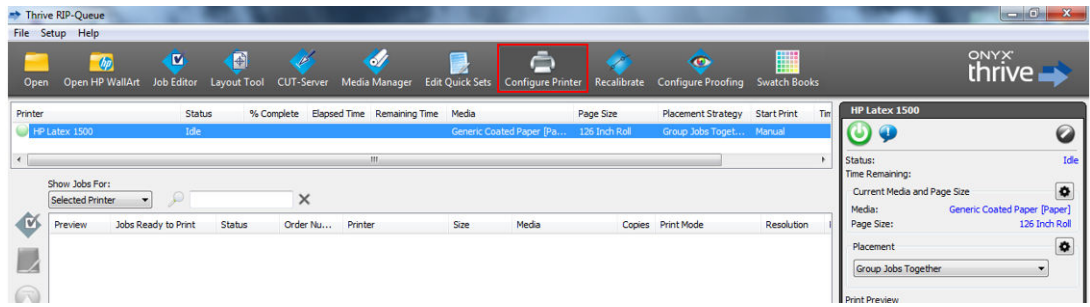 Thrive RIP-Queue
File Setup Help
Open Open HP WallArt Job Editor Layout Tool CUT-Server Media Manager Edit Quick Sets Configure Printer Recalibrate Configure Proofing Swatch Books
ONYX
thrive
Printer Status % Complete Elapsed Time Remaining Time Media Page Size Placement Strategy Start Print Tim
HP Latex 1500 Idle Generic Coated Paper [Pa... 126 Inch Roll Group Jobs Toget... Manual
Show Jobs For:
Selected Printer
Preview Jobs Ready to Print Status Order Nu... Printer Size Media Copies Print Mode Resolution
HP Latex 1500
Status: Idle
Time Remaining:
Current Media and Page Size
Media: Generic Coated Paper [Paper]
Page Size: 126 Inch Roll
Placement
Group Jobs Together
Print Preview